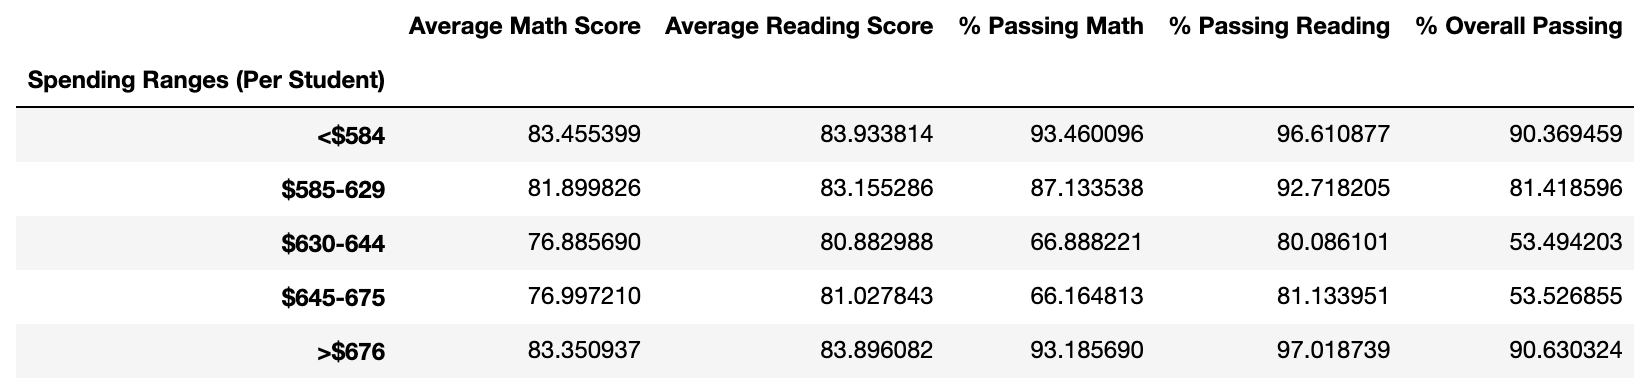 Average Math Score Average Reading Score % Passing Math % Passing Reading % Overall Passing
Spending Ranges (Per Student)
<$584 83.455399 83.933814 93.460096 96.610877 90.369459
$585-629 81.899826 83.155286 87.133538 92.718205 81.418596
$630-644 76.885690 80.882988 66.888221 80.086101 53.494203
$645-675 76.997210 81.027843 66.164813 81.133951 53.526855
>$676 83.350937 83.896082 93.185690 97.018739 90.630324